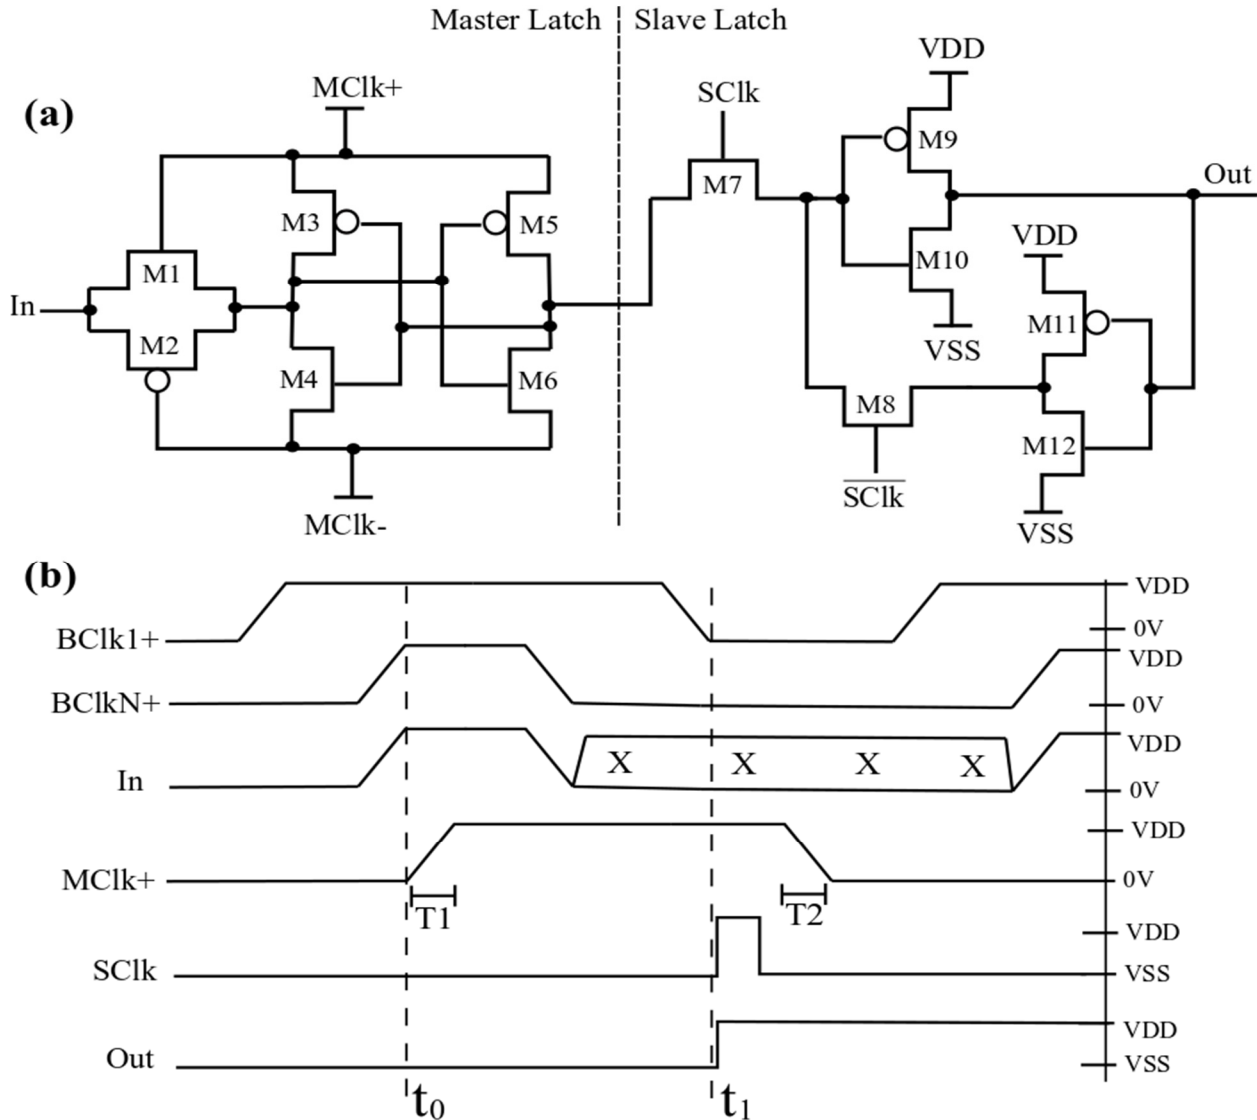 Master Latch Slave Latch
(a)
MClk+
SClk
VDD
M9
M7
Out
M3
M5
VDD
M1
In
M10
M2
M11
VSS
M4
M6
M8
M12
SClk
MClk-
VSS
(b)
BClk1+
VDD
0V
BClkN+
VDD
0V
In
X X X X
VDD
0V
MClk+
VDD
0V
T1
T2
SClk
VDD
VSS
Out
VDD
VSS
t0
t1